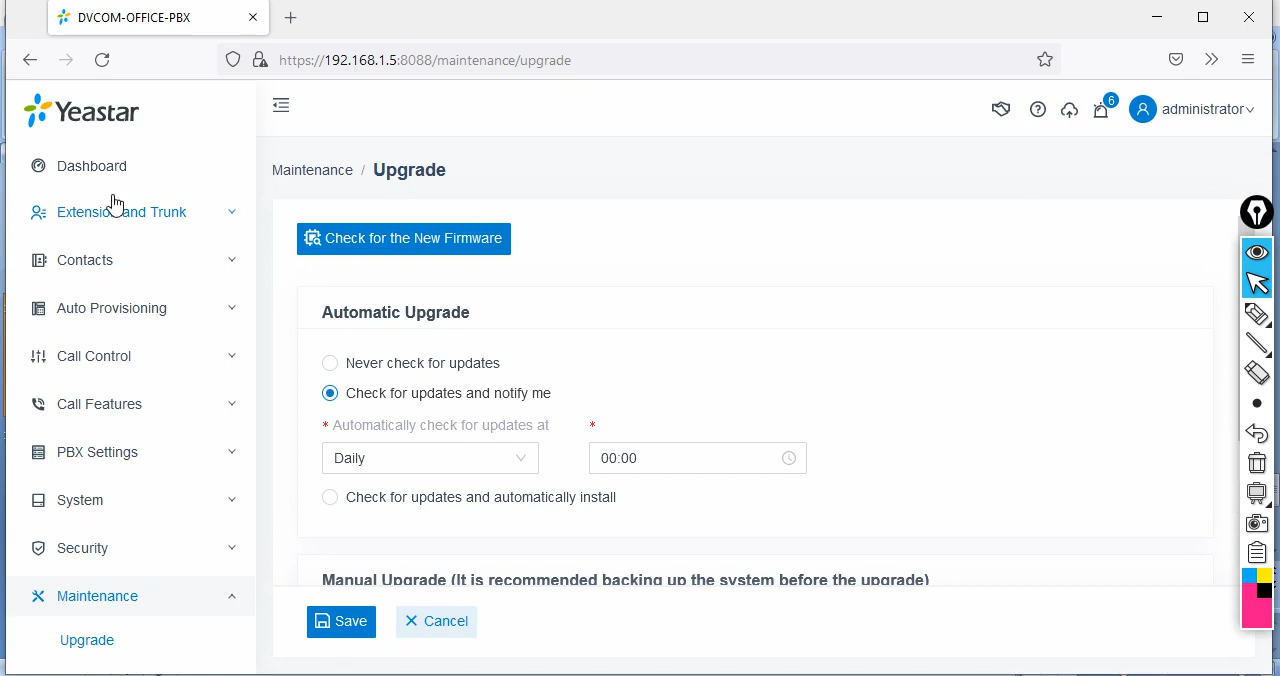 DVCOM-OFFICE-PBX
https://192.168.1.5:8088/maintenance/upgrade
Yeastar
6
administrator
Dashboard
Extension and Trunk
Contacts
Auto Provisioning
Call Control
Call Features
PBX Settings
System
Security
Maintenance
Upgrade
Maintenance / Upgrade
Check for the New Firmware
Automatic Upgrade
Never check for updates
Check for updates and notify me
* Automatically check for updates at *
Daily 00:00
Check for updates and automatically install
Manual Upgrade (It is recommended backing up the system before the upgrade)
Save Cancel